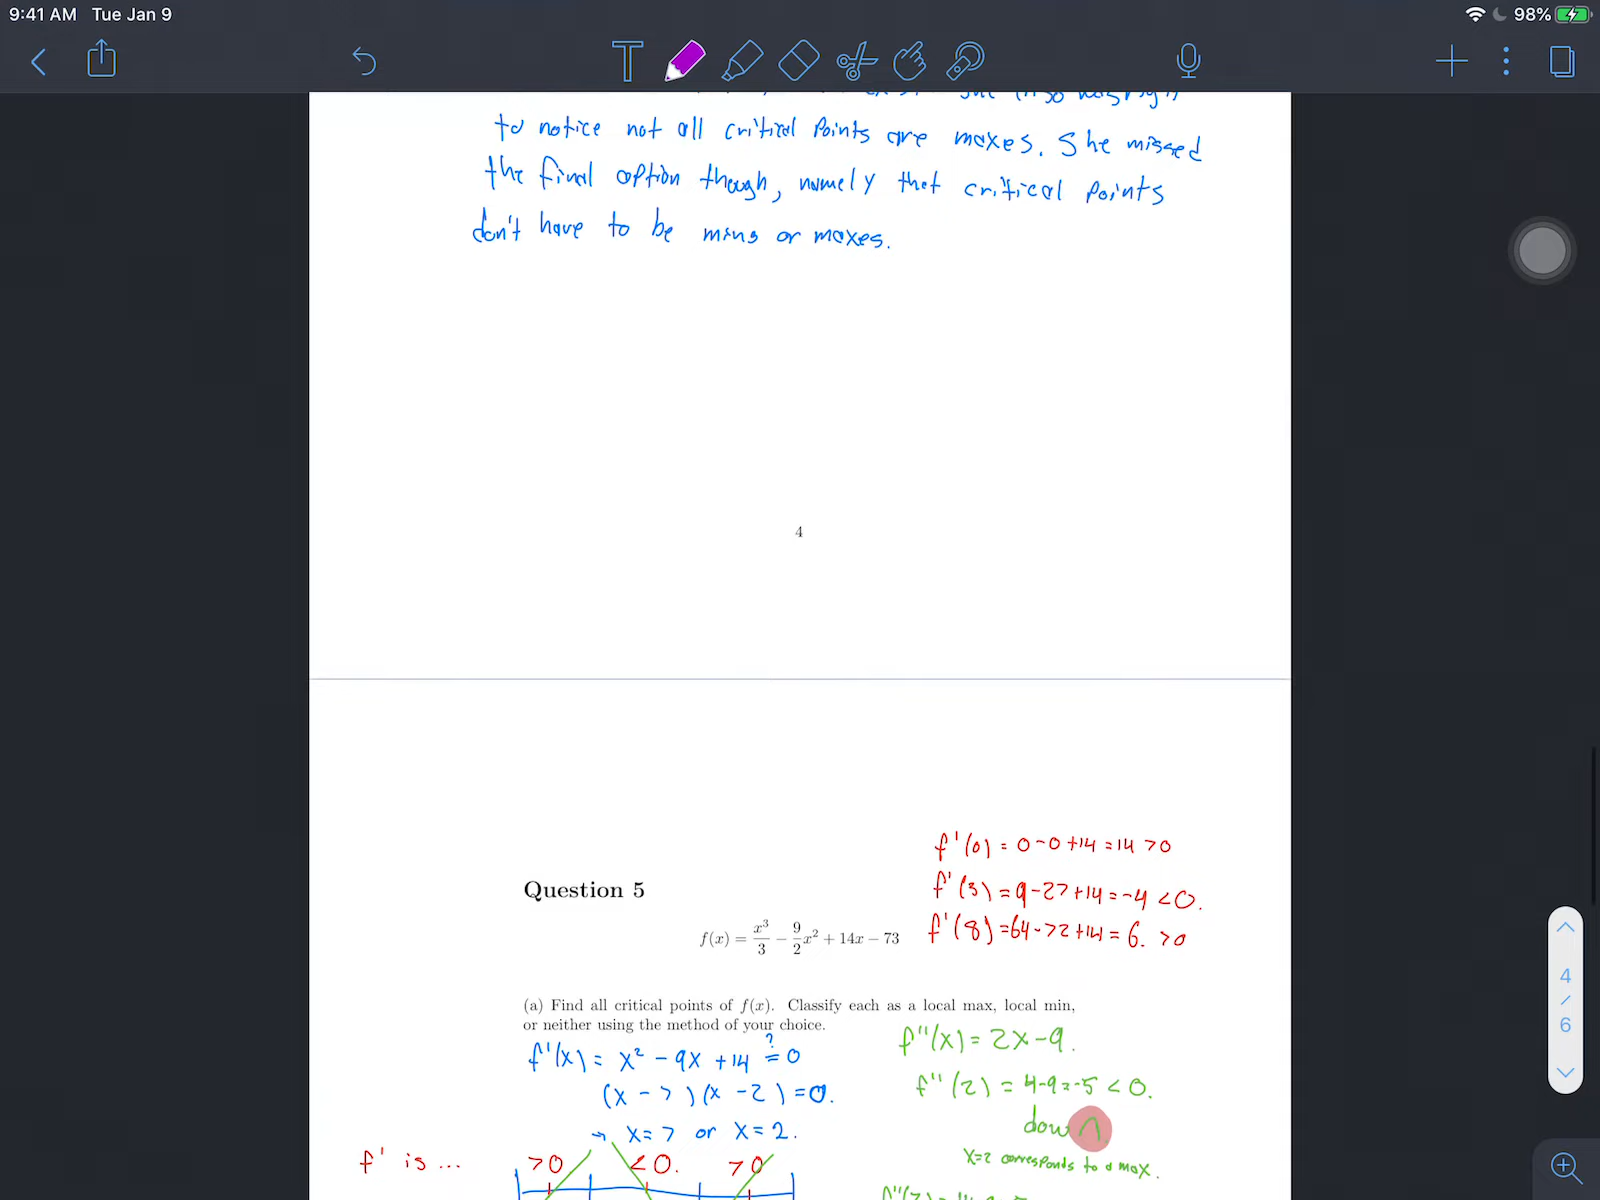 9:41 AM Tue Jan 9
98%
to notice not all critical points are maxes. She missed
the final option though, namely that critical points
don't have to be mins or maxes.
4
f'(0) = 0-0+14=14 >0
Question 5
f'(3) = 9-27+14=-4 <0.
f(x) = x³/3 − 9/2x² + 14x − 73
f'(8)=64-72+14=6. >0
4
/
6
(a) Find all critical points of f(x). Classify each as a local max, local min,
or neither using the method of your choice.
f'(x) = x² - 9x +14 ?= 0
f"(x) = 2x-9.
(x - 7)(x -2)=0.
f"(2) = 4-9=-5 <0.
→ x=7 or x=2.
down
f' is ...
>0 <0. >0
x=2 corresponds to a max.